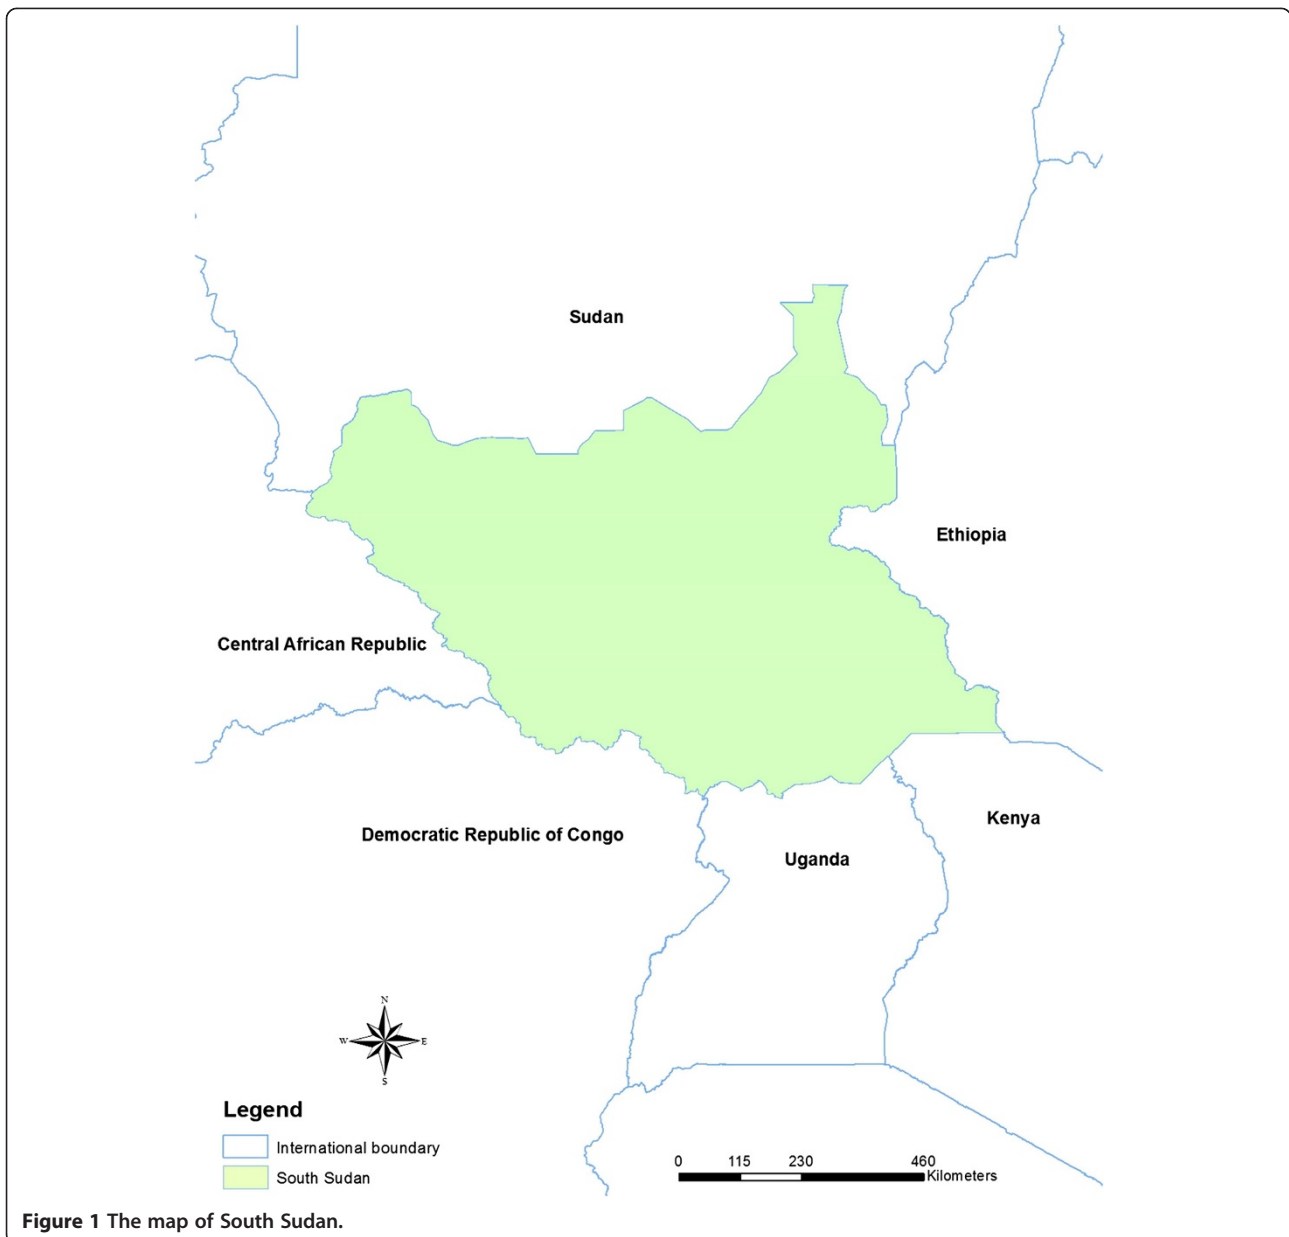 Sudan
Ethiopia
Central African Republic
Democratic Republic of Congo
Kenya
Uganda
N
W E
S
Legend
International boundary
South Sudan
0 115 230 460
Kilometers
Figure 1 The map of South Sudan.